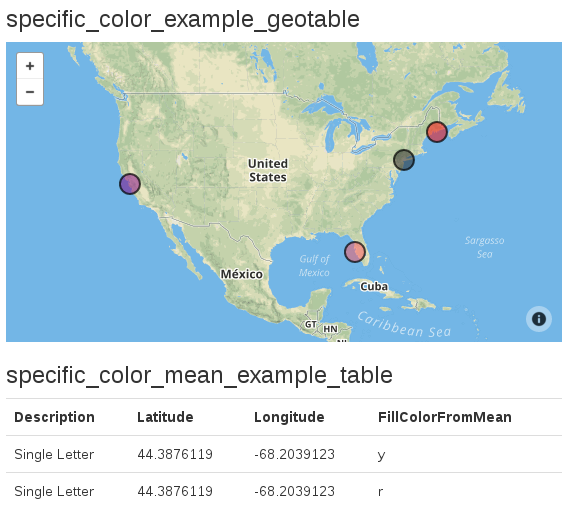 specific_color_example_geotable
+
−
United
States
Sargasso
Sea
Gulf of
Mexico
México
Cuba
GT
HN
Caribbean Sea
specific_color_mean_example_table
Description Latitude Longitude FillColorFromMean
Single Letter 44.3876119 -68.2039123 y
Single Letter 44.3876119 -68.2039123 r